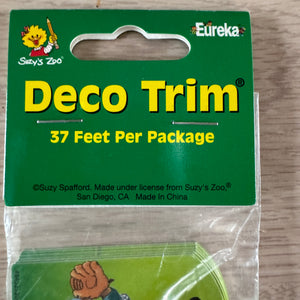 Suzy's Zoo®
Eureka®
Deco Trim®
37 Feet Per Package
©Suzy Spafford. Made under license from Suzy's Zoo,®
San Diego, CA Made in China